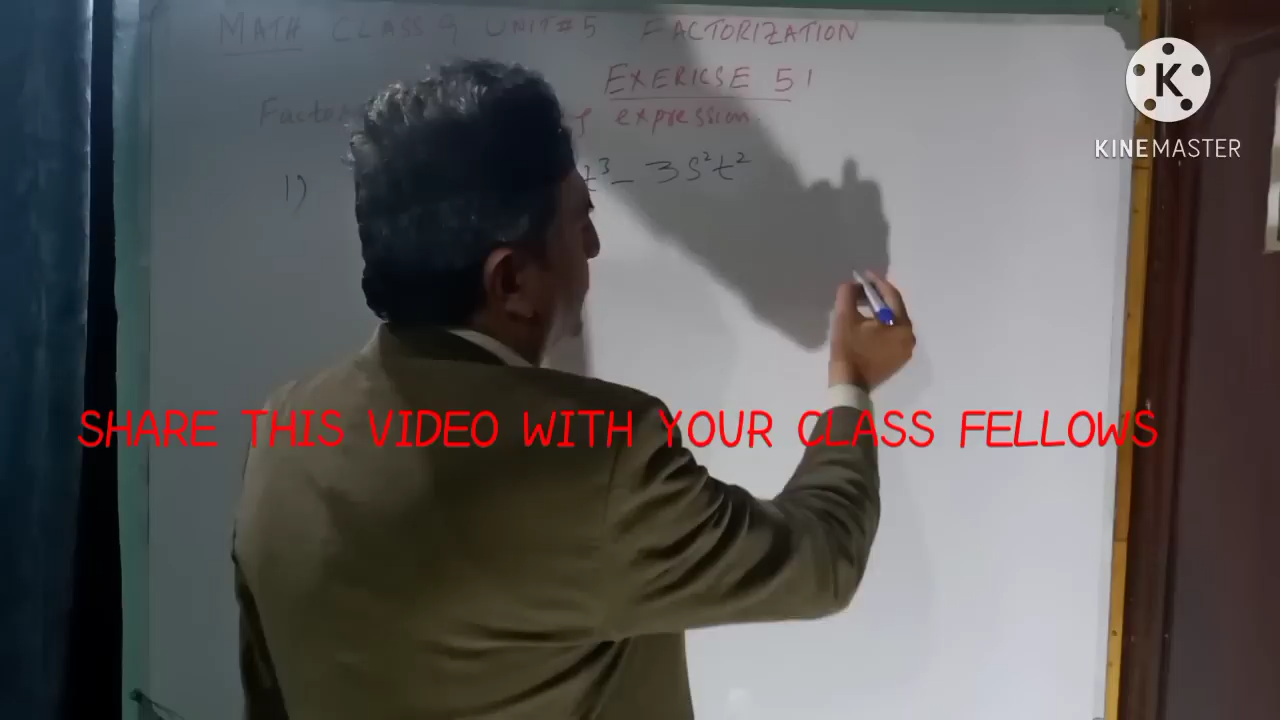 MATH CLASS 9 UNIT # 5 FACTORIZATION
EXERICSE 5 1
expression.
1) t³ - 3s²t²
K
KINEMASTER
SHARE THIS VIDEO WITH YOUR CLASS FELLOWS